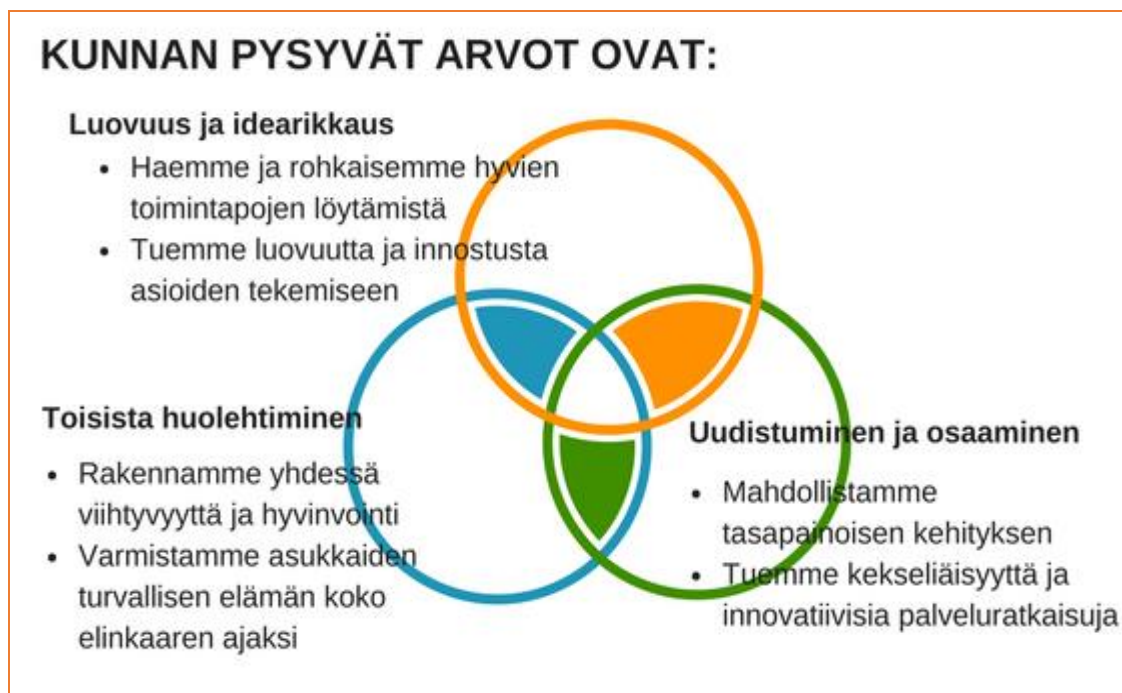 KUNNAN PYSYVÄT ARVOT OVAT:
Luovuus ja idearikkaus
• Haemme ja rohkaisemme hyvien
toimintapojen löytämistä
• Tuemme luovuutta ja innostusta
asioiden tekemiseen
Toisista huolehtiminen
• Rakennamme yhdessä
viihtyvyyttä ja hyvinvointi
• Varmistamme asukkaiden
turvallisen elämän koko
elinkaaren ajaksi
Uudistuminen ja osaaminen
• Mahdollistamme
tasapainoisen kehityksen
• Tuemme kekseliäisyyttä ja
innovatiivisia palveluratkaisuja